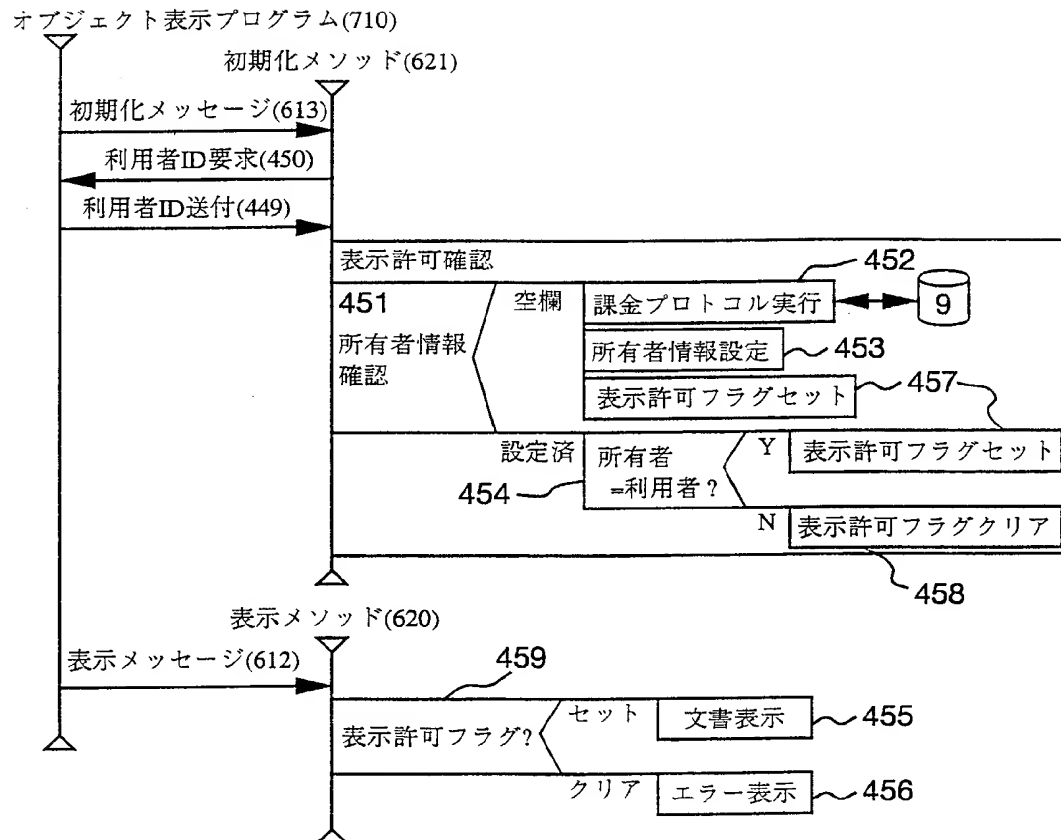 オブジェクト表示プログラム(710)
初期化メソッド(621)
初期化メッセージ(613)
利用者ID要求(450)
利用者ID送付(449)
表示許可確認
452
451
空欄
課金プロトコル実行
9
所有者情報
確認
所有者情報設定
453
表示許可フラグセット
457
設定済
所有者
=利用者?
454
Y
表示許可フラグセット
N
表示許可フラグクリア
458
表示メソッド(620)
表示メッセージ(612)
459
表示許可フラグ?
セット
文書表示
455
クリア
エラー表示
456